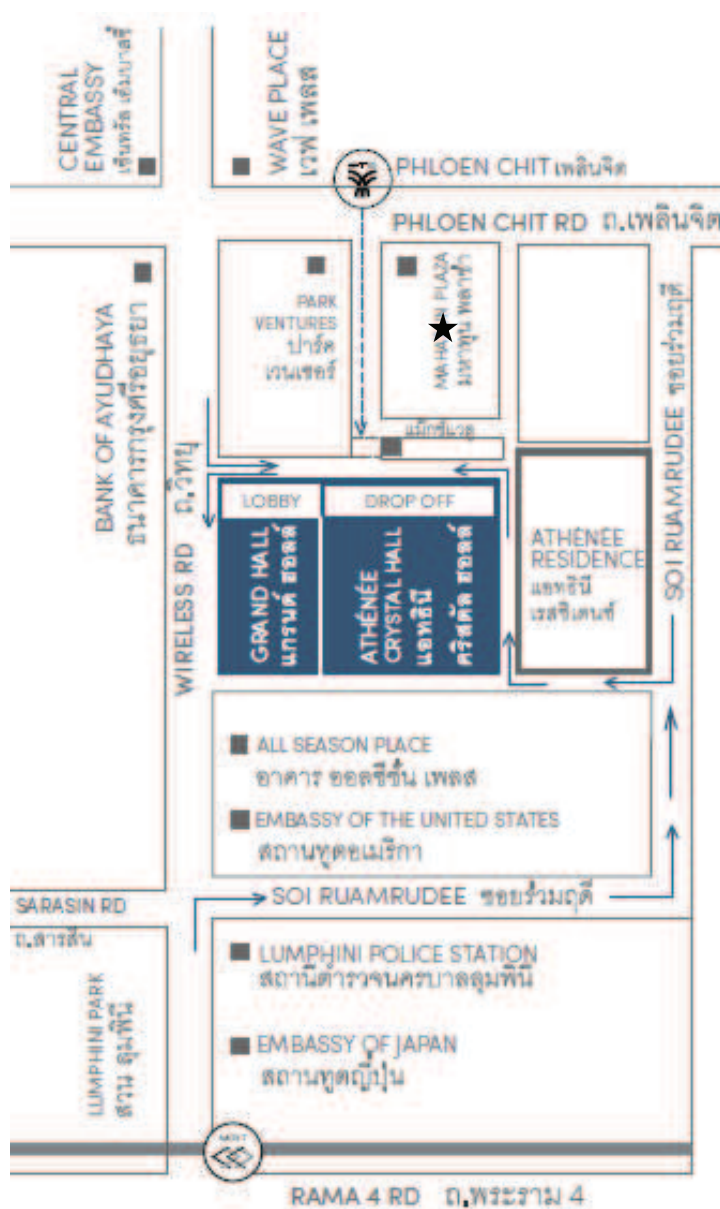 CENTRAL
EMBASSY
เซ็นทรัล เอ็มบาสซี
WAVE PLACE
เวฟ เพลส
PHLOEN CHIT เพลินจิต
PHLOEN CHIT RD ถ.เพลินจิต
BANK OF AYUDHAYA
ธนาคารกรุงศรีอยุธยา
PARK
VENTURES
ปาร์ค
เวนเชอร์
PLAZA
มหาทุน พลาซ่า
แม็กซ์แวลู
SOI RUAMRUDEE ซอยร่วมฤดี
WIRELESS RD ถ.วิทยุ
LOBBY
DROP OFF
GRAND HALL
แกรนด์ ฮอลล์
ATHÉNÉE
CRYSTAL HALL
แอทธินี
คริสตัล ฮอลล์
ATHÉNÉE
RESIDENCE
แอทธินี
เรสซิเดนซ์
ALL SEASON PLACE
อาคาร ออลซีซั่น เพลส
EMBASSY OF THE UNITED STATES
สถานทูตอเมริกา
SOI RUAMRUDEE ซอยร่วมฤดี
SARASIN RD
ถ.สารสิน
LUMPHINI POLICE STATION
สถานีตำรวจนครบาลลุมพินี
LUMPHINI PARK
สวน ลุมพินี
EMBASSY OF JAPAN
สถานทูตญี่ปุ่น
RAMA 4 RD ถ.พระราม 4